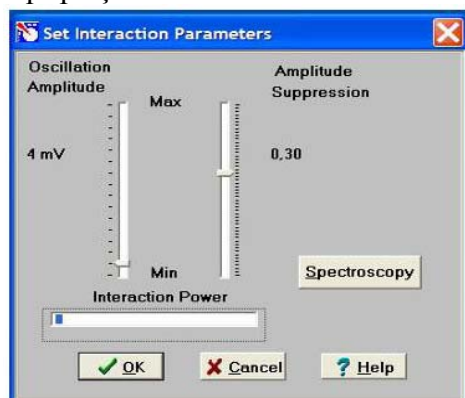 Set Interaction Parameters
Oscillation
Amplitude
Max
Amplitude
Suppression
4 mV
0,30
Min
Spectroscopy
Interaction Power
OK
Cancel
? Help